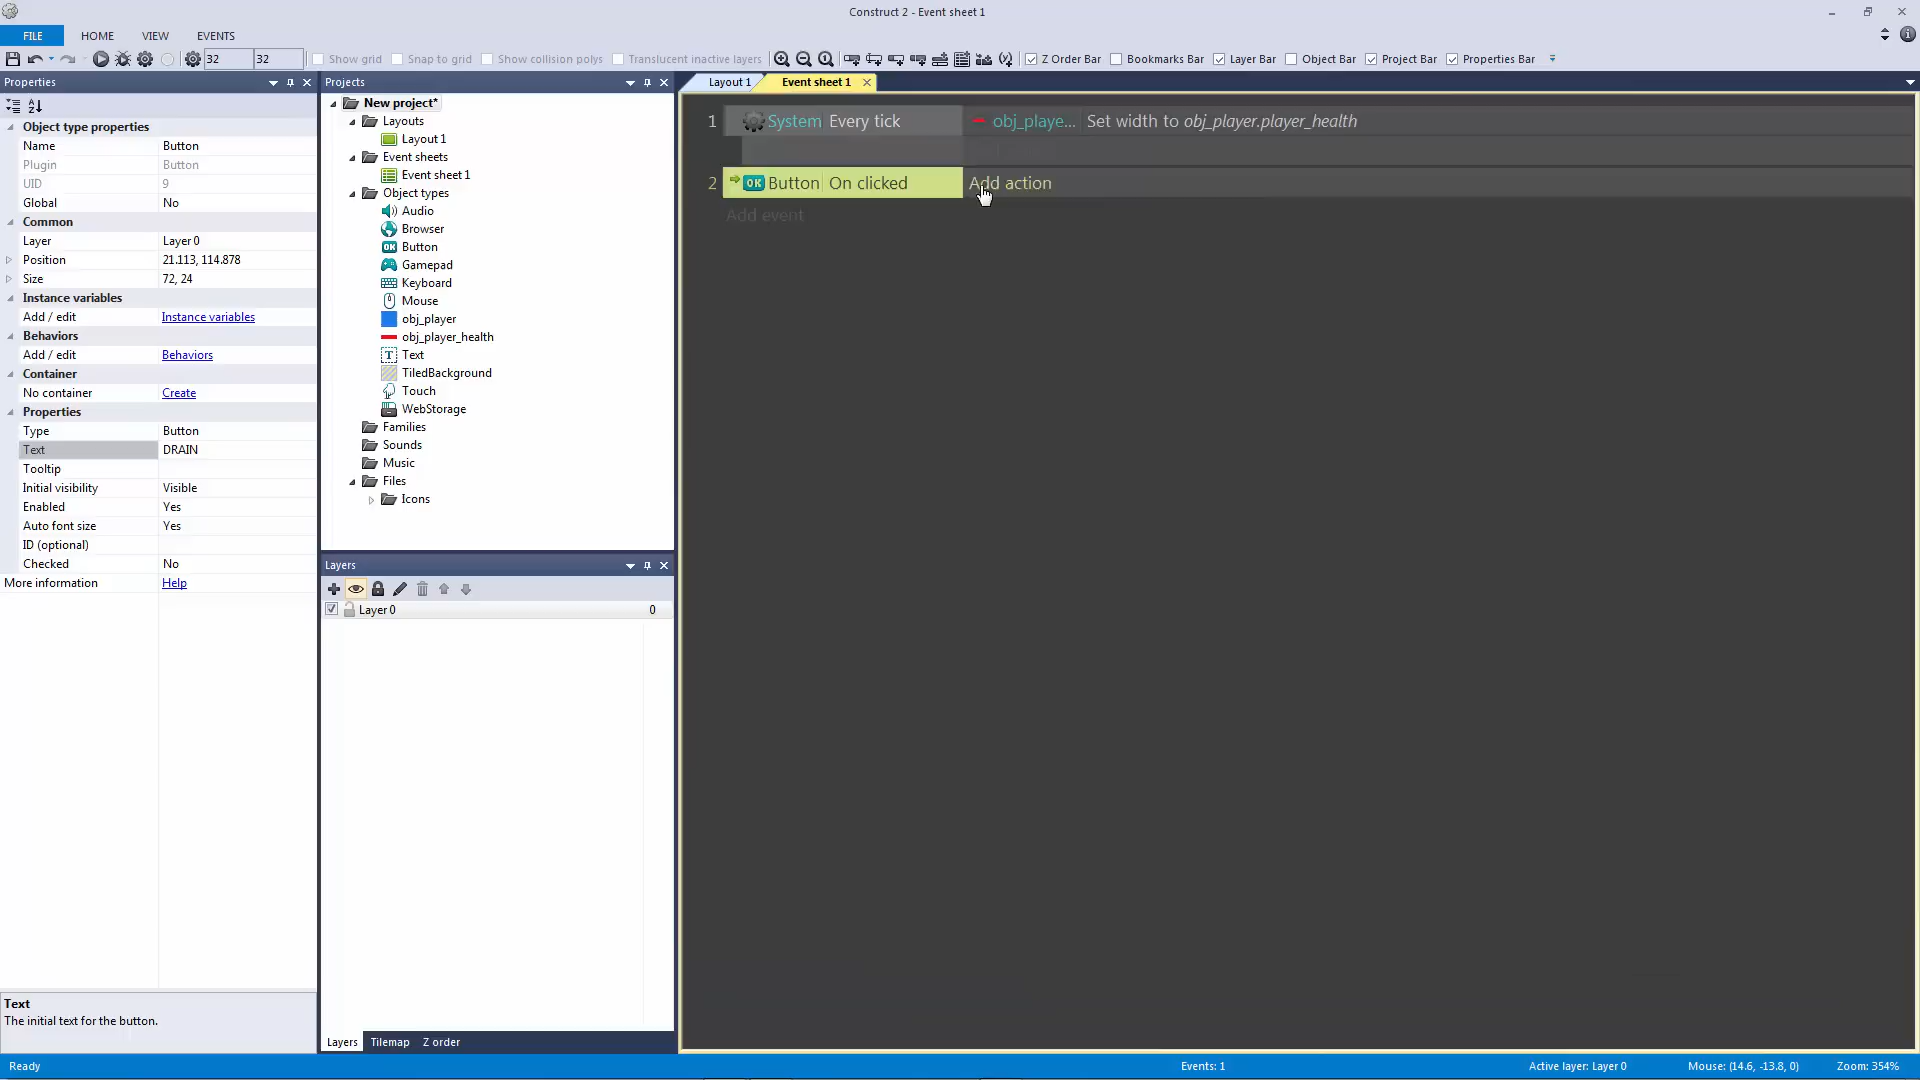 Construct 2 - Event sheet 1
FILE HOME VIEW EVENTS
32 32 Show grid Snap to grid Show collision polys Translucent inactive layers Z Order Bar Bookmarks Bar Layer Bar Object Bar Project Bar Properties Bar
Properties
Object type properties
Name Button
Plugin Button
UID 9
Global No
Common
Layer Layer 0
Position 21.113, 114.878
Size 72, 24
Instance variables
Add / edit Instance variables
Behaviors
Add / edit Behaviors
Container
No container Create
Properties
Type Button
Text DRAIN
Tooltip
Initial visibility Visible
Enabled Yes
Auto font size Yes
ID (optional)
Checked No
More information Help
Text
The initial text for the button.
Projects
New project*
Layouts
Layout 1
Event sheets
Event sheet 1
Object types
Audio
Browser
OK Button
Gamepad
Keyboard
Mouse
obj_player
obj_player_health
T Text
TiledBackground
Touch
WebStorage
Families
Sounds
Music
Files
Icons
Layers
Layer 0 0
Layers Tilemap Z order
Layout 1 Event sheet 1
1 System Every tick obj_playe... Set width to obj_player.player_health
2 OK Button On clicked Add action
Add event
Ready Events: 1 Active layer: Layer 0 Mouse: (14.6, -13.8, 0) Zoom: 354%